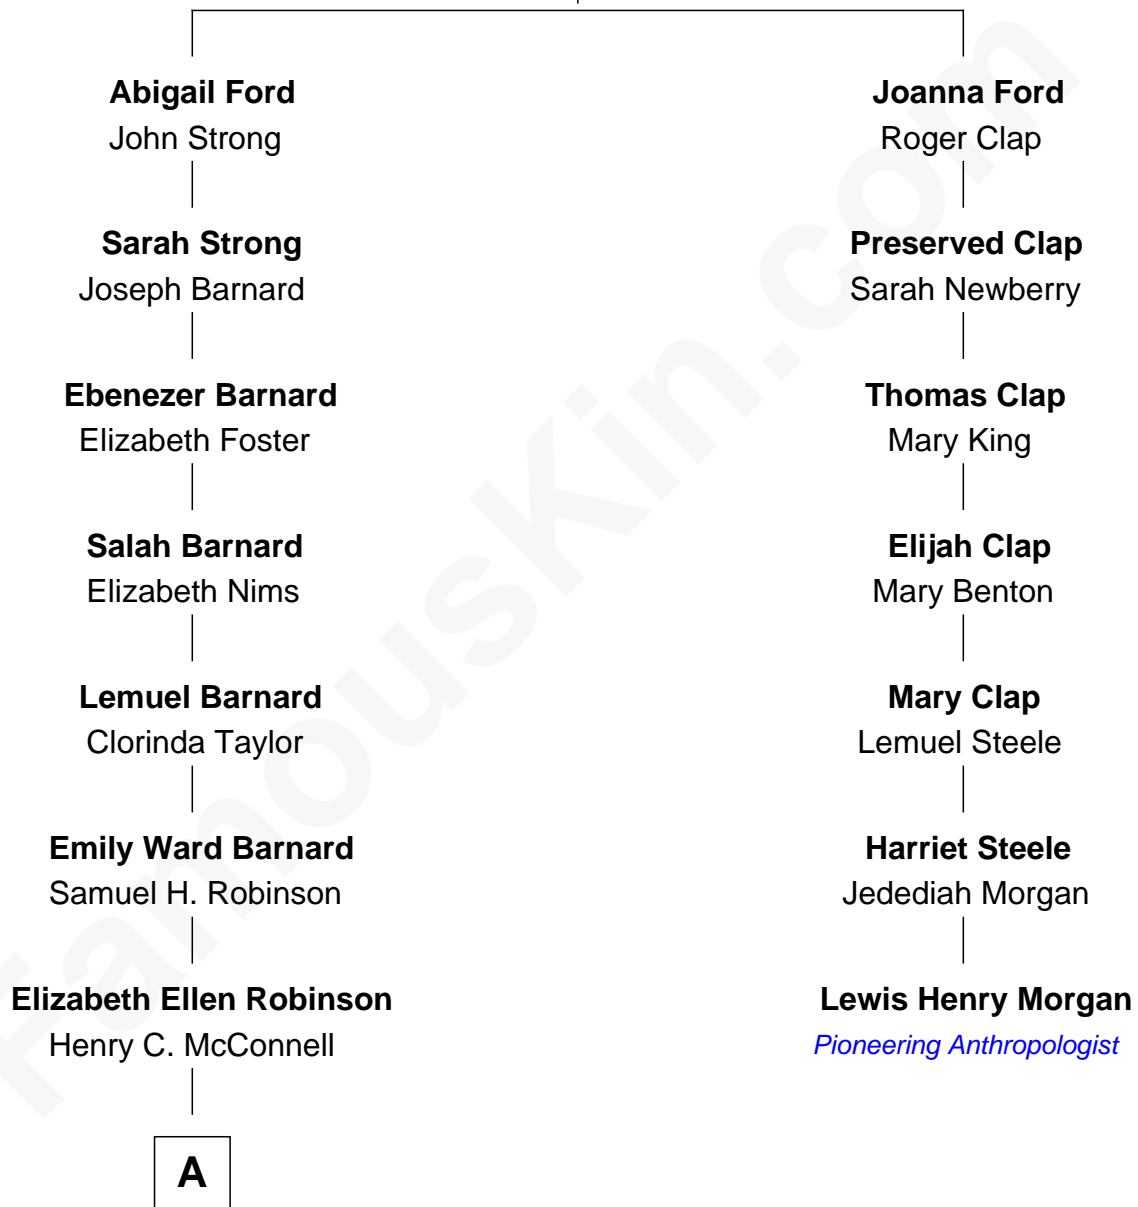 Abigail Ford
John Strong
Joanna Ford
Roger Clap
Sarah Strong
Joseph Barnard
Preserved Clap
Sarah Newberry
Ebenezer Barnard
Elizabeth Foster
Thomas Clap
Mary King
Salah Barnard
Elizabeth Nims
Elijah Clap
Mary Benton
Lemuel Barnard
Clorinda Taylor
Mary Clap
Lemuel Steele
Emily Ward Barnard
Samuel H. Robinson
Harriet Steele
Jedediah Morgan
Elizabeth Ellen Robinson
Henry C. McConnell
Lewis Henry Morgan
Pioneering Anthropologist
A
FamousKin.com